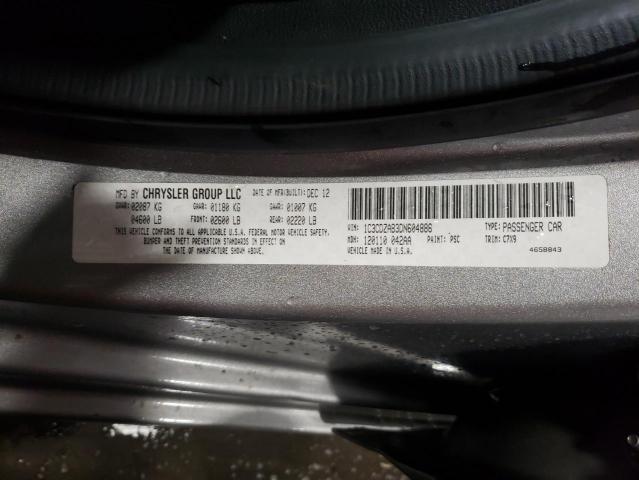 MFD BY CHRYSLER GROUP LLC DATE OF MFR(BUILT): DEC 12
GVWR: 02087 KG GAWR: 01180 KG GAWR: 01007 KG
04600 LB FRONT: 02600 LB REAR: 02220 LB
THIS VEHICLE CONFORMS TO ALL APPLICABLE U.S.A. FEDERAL MOTOR VEHICLE SAFETY,
BUMPER AND THEFT PREVENTION STANDARDS IN EFFECT ON
THE DATE OF MANUFACTURE SHOWN ABOVE.
VIN: 1C3CDZAB3DN604886 TYPE: PASSENGER CAR
MDH: 120110 042AA PAINT: PSC TRIM: C7X9
VEHICLE MADE IN U.S.A. 4658843